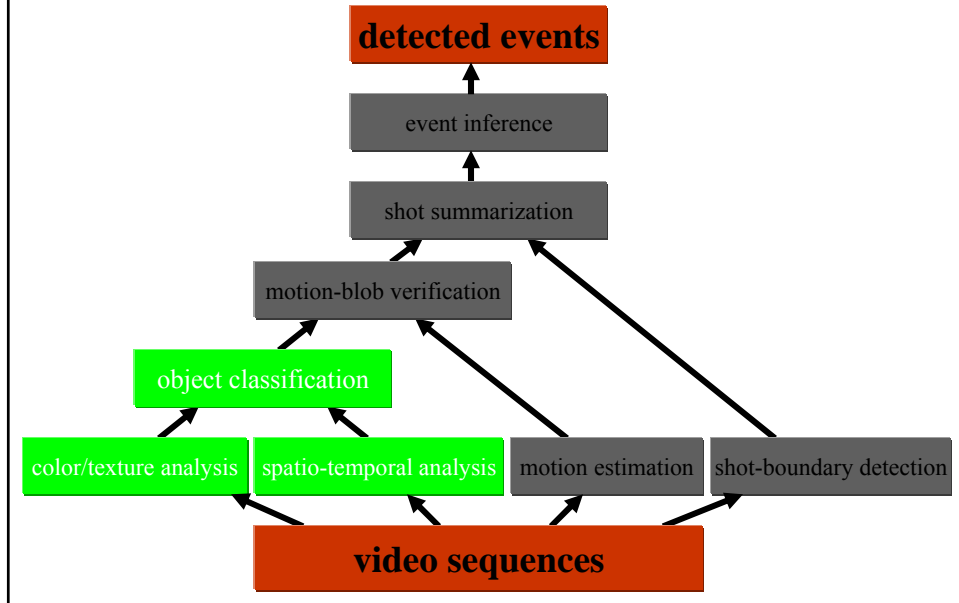 detected events
event inference
shot summarization
motion-blob verification
object classification
color/texture analysis
spatio-temporal analysis
motion estimation
shot-boundary detection
video sequences